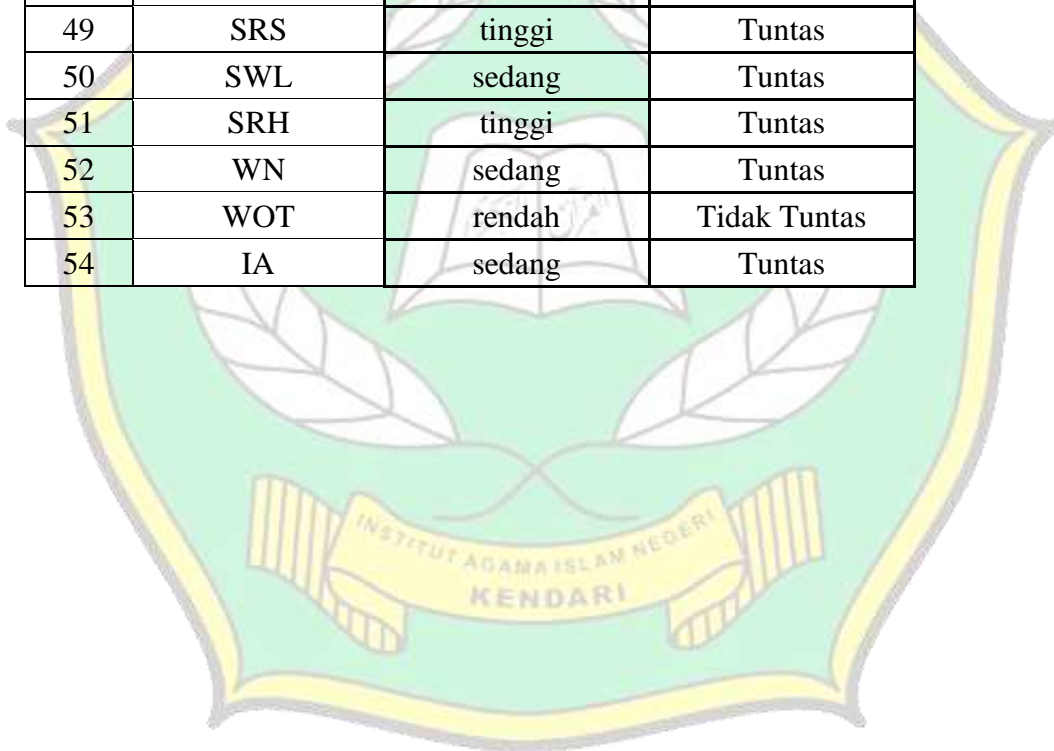 49 SRS tinggi Tuntas
50 SWL sedang Tuntas
51 SRH tinggi Tuntas
52 WN sedang Tuntas
53 WOT rendah Tidak Tuntas
54 IA sedang Tuntas
INSTITUT AGAMA ISLAM NEGERI
KENDARI